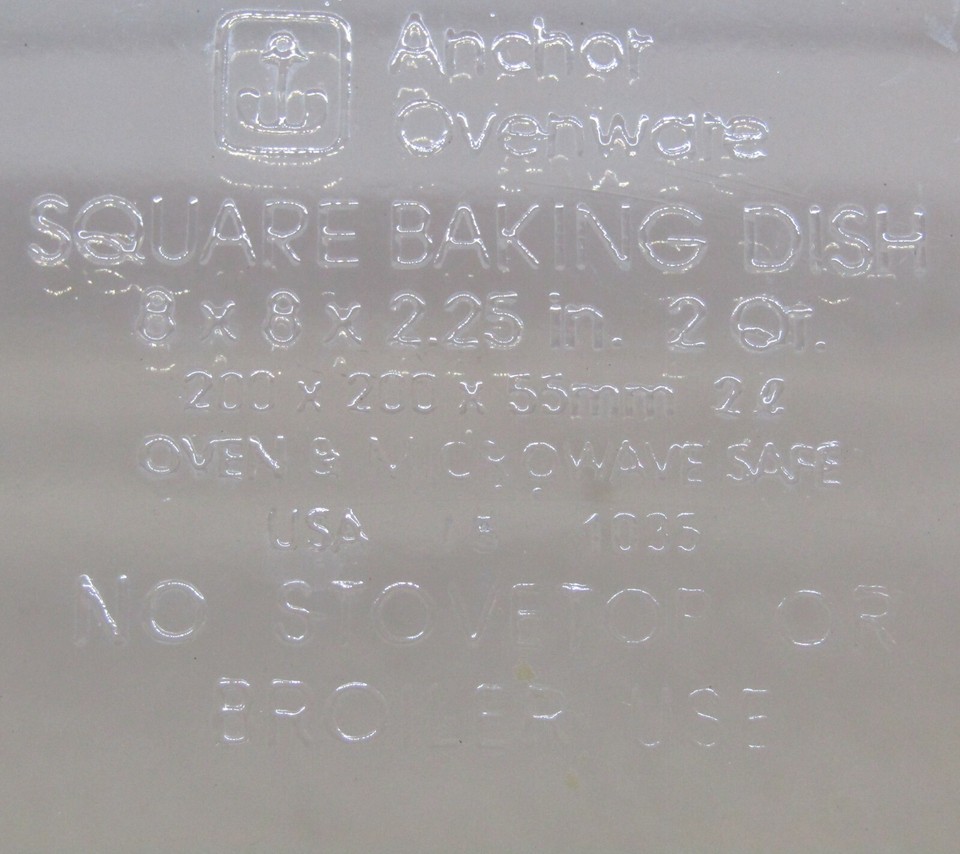 Anchor
Ovenware
SQUARE BAKING DISH
8 x 8 x 2.25 in. 2 Qt.
200 x 200 x 55mm 2 ℓ
OVEN & MICROWAVE SAFE
USA 1035
NO STOVETOP OR
BROILER USE